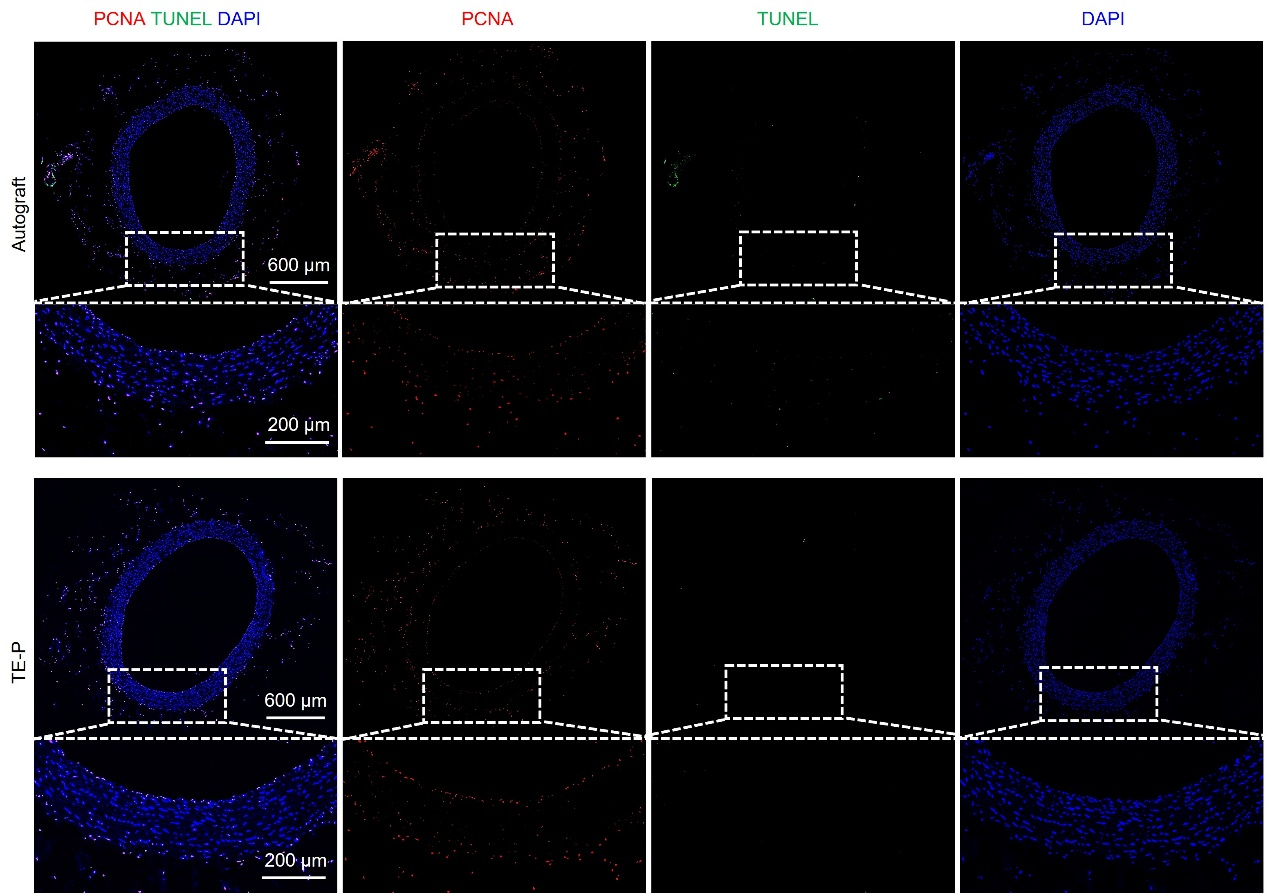 PCNA TUNEL DAPI
PCNA
TUNEL
DAPI
Autograft
600 µm
200 µm
TE-P
600 µm
200 µm